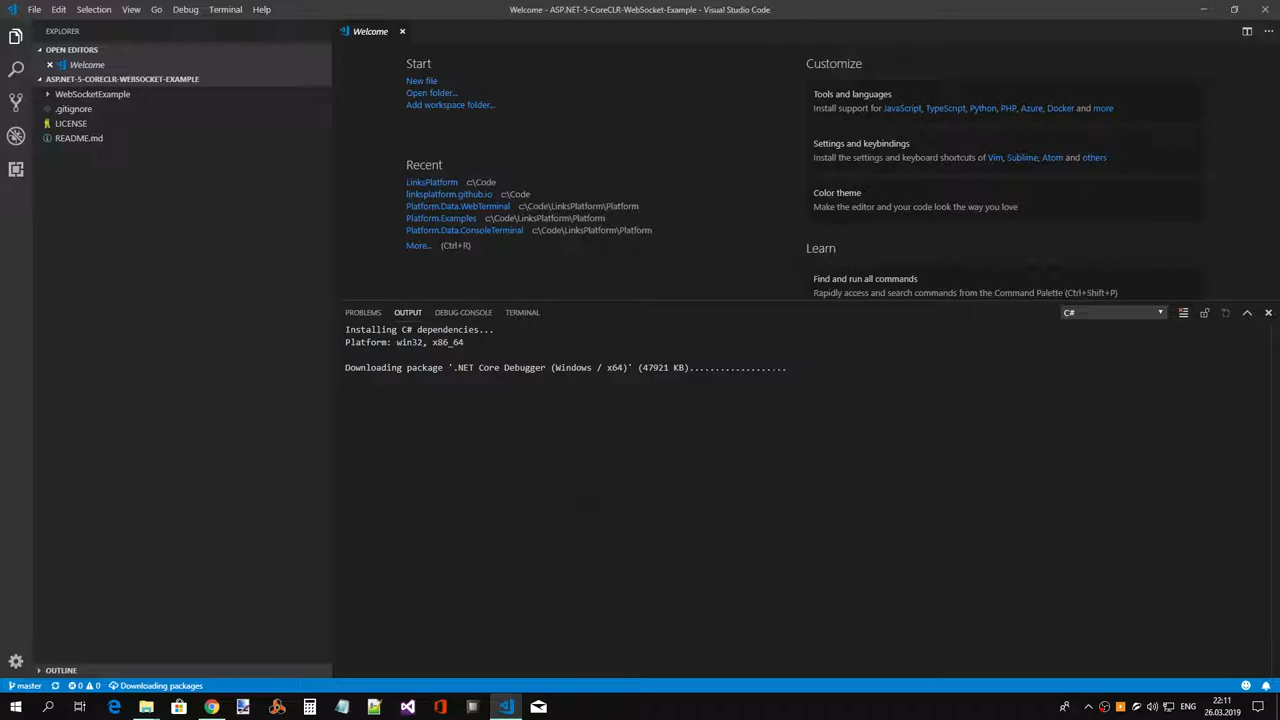 File Edit Selection View Go Debug Terminal Help
Welcome - ASP.NET-5-CoreCLR-WebSocket-Example - Visual Studio Code
EXPLORER
OPEN EDITORS
Welcome
ASP.NET-5-CORECLR-WEBSOCKET-EXAMPLE
WebSocketExample
.gitignore
LICENSE
README.md
OUTLINE
Welcome
Start
New file
Open folder...
Add workspace folder...
Recent
LinksPlatform c:\Code
linksplatform.github.io c:\Code
Platform.Data.WebTerminal c:\Code\LinksPlatform\Platform
Platform.Examples c:\Code\LinksPlatform\Platform
Platform.Data.ConsoleTerminal c:\Code\LinksPlatform\Platform
More... (Ctrl+R)
Customize
Tools and languages
Install support for JavaScript, TypeScript, Python, PHP, Azure, Docker and more
Settings and keybindings
Install the settings and keyboard shortcuts of Vim, Sublime, Atom and others
Color theme
Make the editor and your code look the way you love
Learn
Find and run all commands
Rapidly access and search commands from the Command Palette (Ctrl+Shift+P)
PROBLEMS OUTPUT DEBUG CONSOLE TERMINAL
C#
Installing C# dependencies...
Platform: win32, x86_64
Downloading package '.NET Core Debugger (Windows / x64)' (47921 KB)...................
master 0 0 Downloading packages
ENG
22:11
26.03.2019